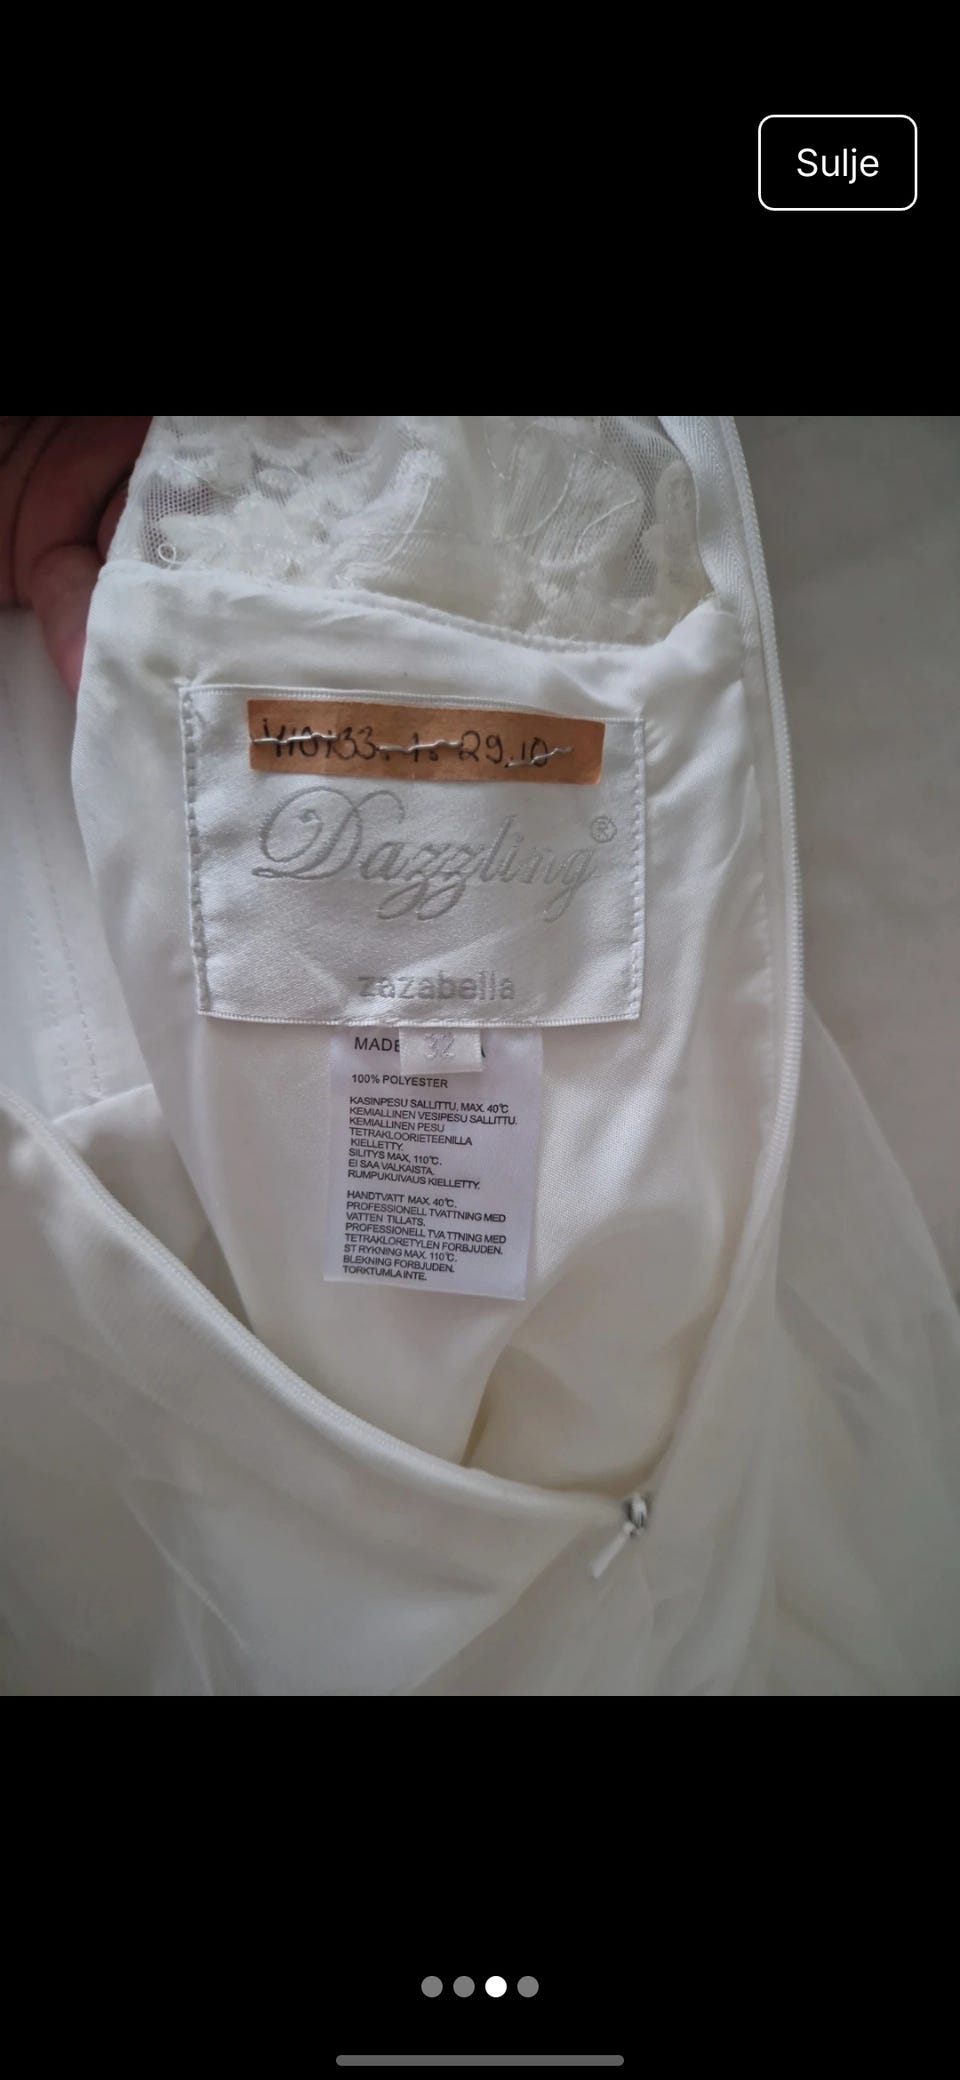 Sulje
29.10
Dazzling®
zazabella
32
MADE
100% POLYESTER
KASINPESU SALLITTU, MAX. 40℃
KEMIALLINEN VESIPESU SALLITTU.
KEMIALLINEN PESU
TETRAKLOORIETEENILLA
KIELLETTY.
SILITYS MAX, 110℃.
EI SAA VALKAISTA.
RUMPUKUIVAUS KIELLETTY.
HANDTVATT MAX. 40℃.
PROFESSIONELL TVATTNING MED
VATTEN TILLATS.
PROFESSIONELL TVA TTNING MED
TETRAKLORETYLEN FORBJUDEN.
ST RYKNING MAX. 110℃.
BLEKNING FORBJUDEN.
TORKTUMLA INTE.